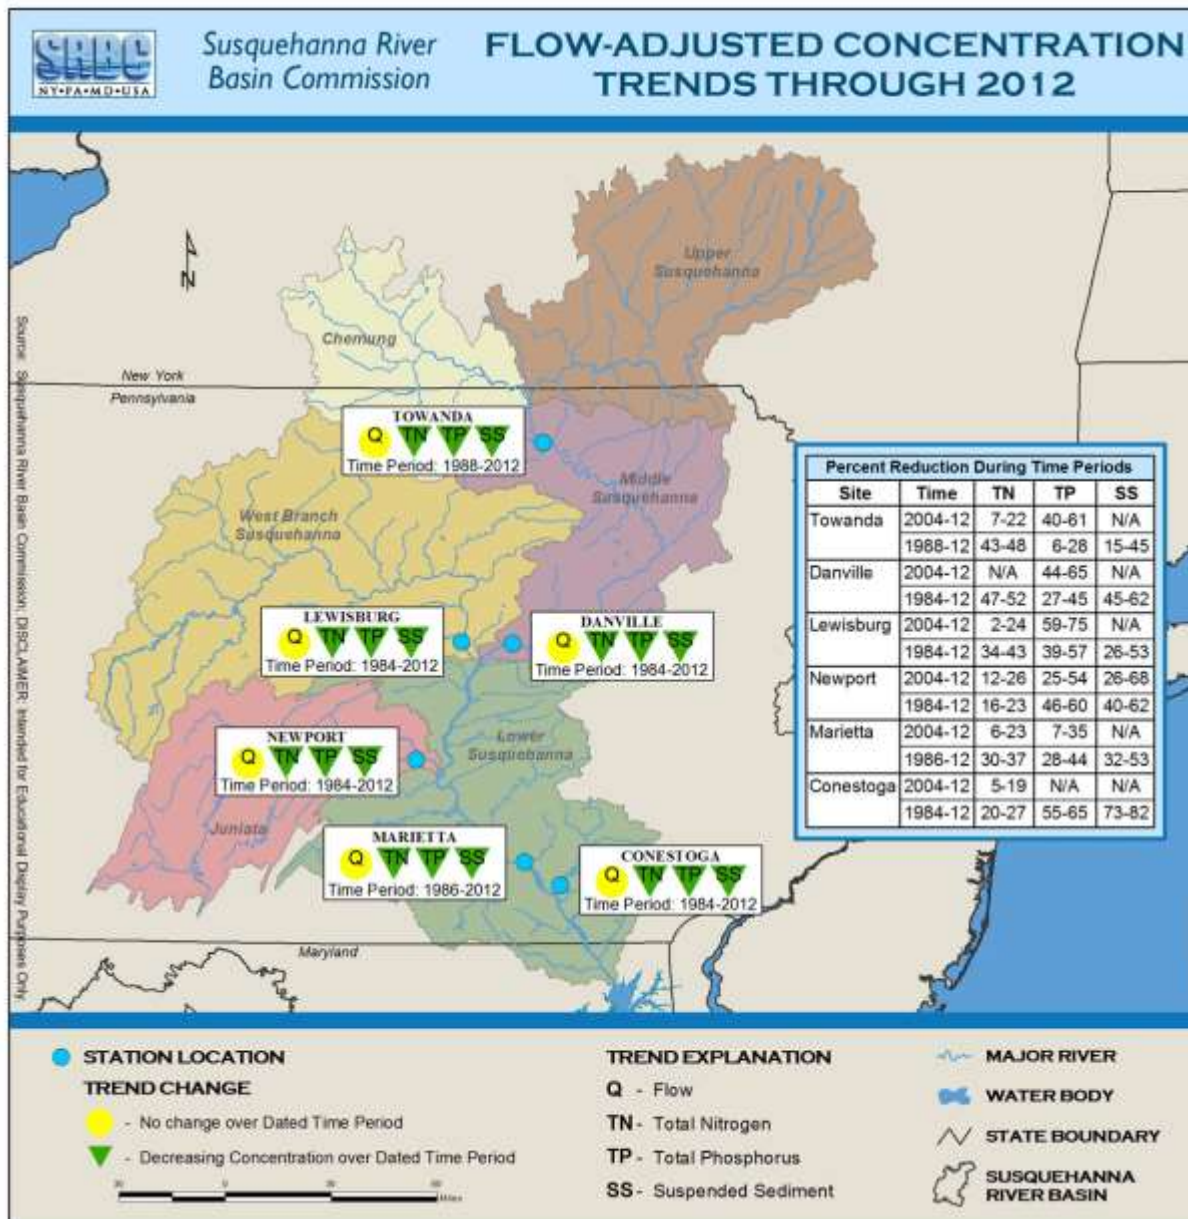 SRBC
NY•PA•MD•USA
Susquehanna River
Basin Commission
FLOW-ADJUSTED CONCENTRATION
TRENDS THROUGH 2012
N
Upper
Susquehanna
Chemung
New York
Pennsylvania
TOWANDA
Q TN TP SS
Time Period: 1988-2012
Middle
Susquehanna
West Branch
Susquehanna
LEWISBURG
Q TN TP SS
Time Period: 1984-2012
DANVILLE
Q TN TP SS
Time Period: 1984-2012
NEWPORT
Q TN TP SS
Time Period: 1984-2012
Lower
Susquehanna
Juniata
MARIETTA
Q TN TP SS
Time Period: 1986-2012
CONESTOGA
Q TN TP SS
Time Period: 1984-2012
Maryland
Percent Reduction During Time Periods
Site Time TN TP SS
Towanda 2004-12 7-22 40-61 N/A
1988-12 43-48 6-28 15-45
Danville 2004-12 N/A 44-65 N/A
1984-12 47-52 27-45 45-62
Lewisburg 2004-12 2-24 59-75 N/A
1984-12 34-43 39-57 26-53
Newport 2004-12 12-26 25-54 26-68
1984-12 16-23 46-60 40-62
Marietta 2004-12 6-23 7-35 N/A
1986-12 30-37 28-44 32-53
Conestoga 2004-12 5-19 N/A N/A
1984-12 20-27 55-65 73-82
Source: Susquehanna River Basin Commission; DISCLAIMER: Intended for Educational Display Purposes Only
STATION LOCATION
TREND CHANGE
- No change over Dated Time Period
- Decreasing Concentration over Dated Time Period
0
Miles
TREND EXPLANATION
Q - Flow
TN - Total Nitrogen
TP - Total Phosphorus
SS - Suspended Sediment
MAJOR RIVER
WATER BODY
STATE BOUNDARY
SUSQUEHANNA
RIVER BASIN